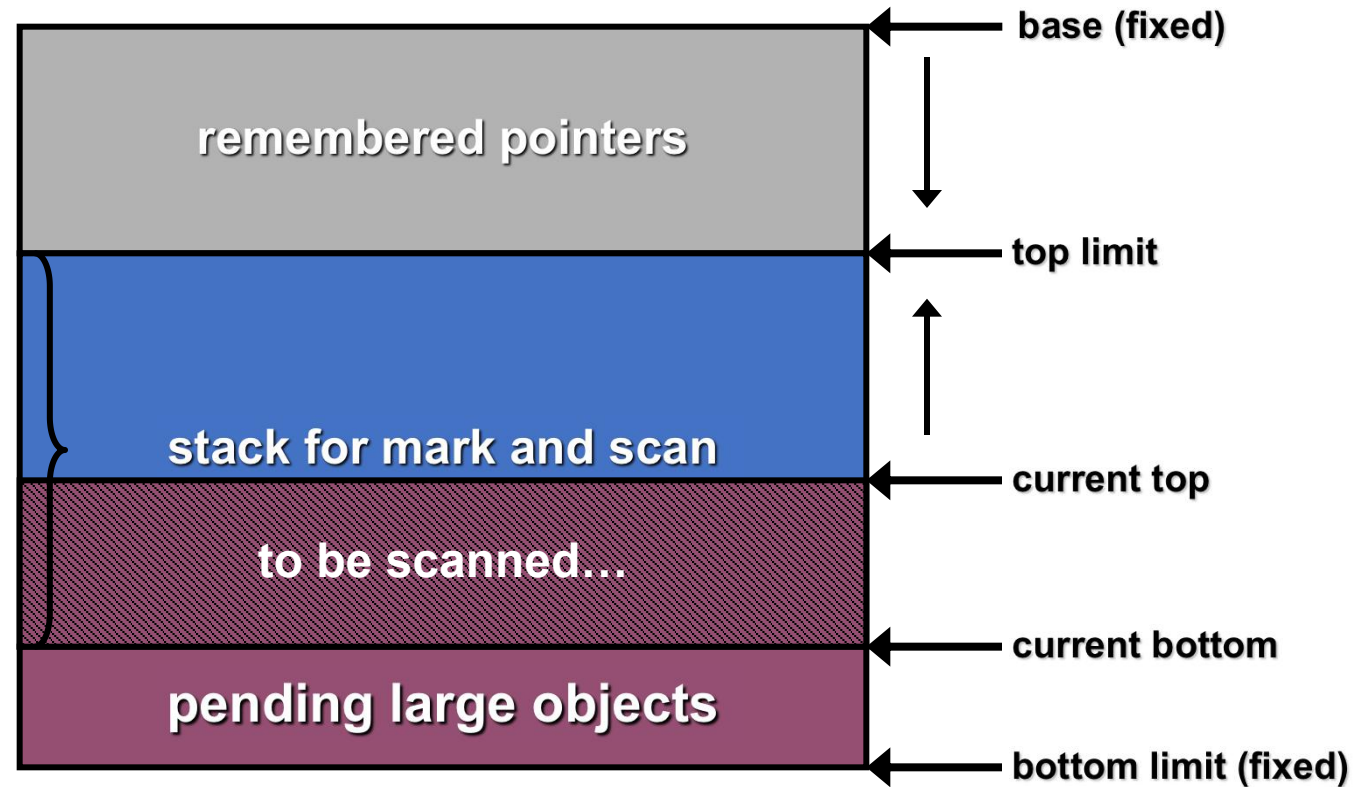 base (fixed)
remembered pointers
top limit
stack for mark and scan
current top
to be scanned…
current bottom
pending large objects
bottom limit (fixed)